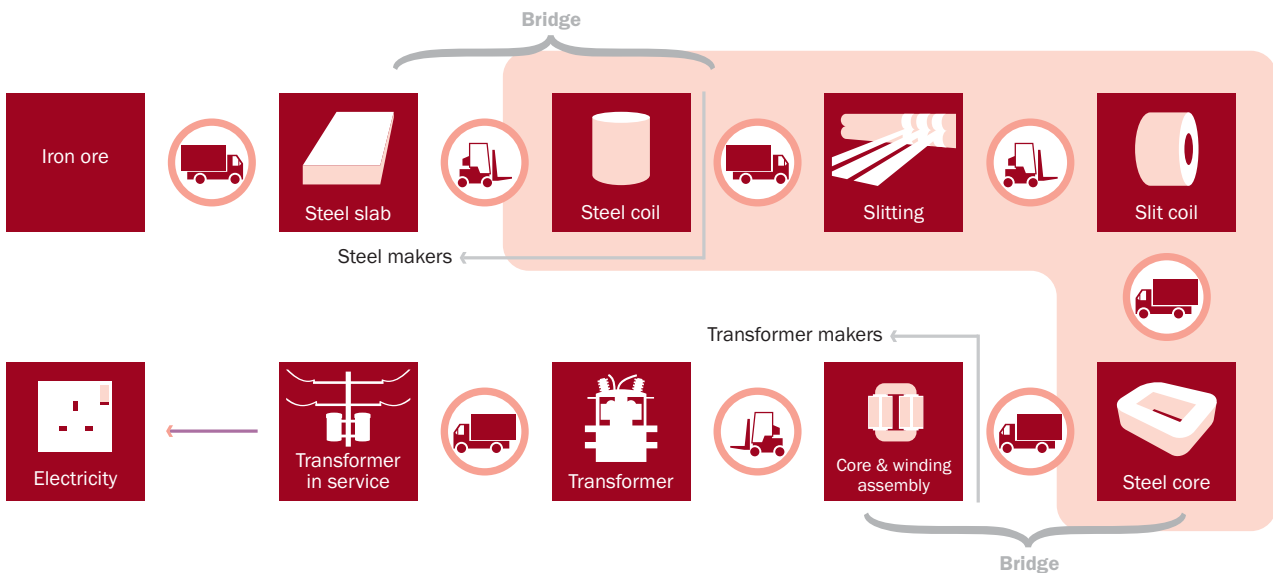 Bridge
Iron ore
Steel slab
Steel coil
Slitting
Slit coil
Steel makers
Transformer makers
Electricity
Transformer
in service
Transformer
Core & winding
assembly
Steel core
Bridge